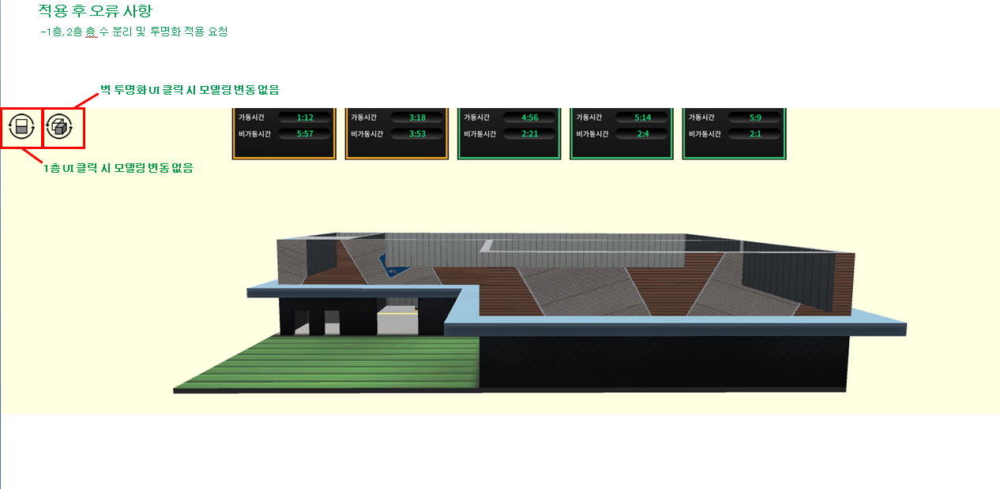 적용 후 오류 사항
-1층, 2층 층 수 분리 및 투명화 적용 요청
벽 투명화 UI 클릭 시 모델링 변동 없음
가동시간 1:12 가동시간 3:18 가동시간 4:56 가동시간 5:14 가동시간 5:9
비가동시간 5:57 비가동시간 3:53 비가동시간 2:21 비가동시간 2:4 비가동시간 2:1
1층 UI 클릭 시 모델링 변동 없음